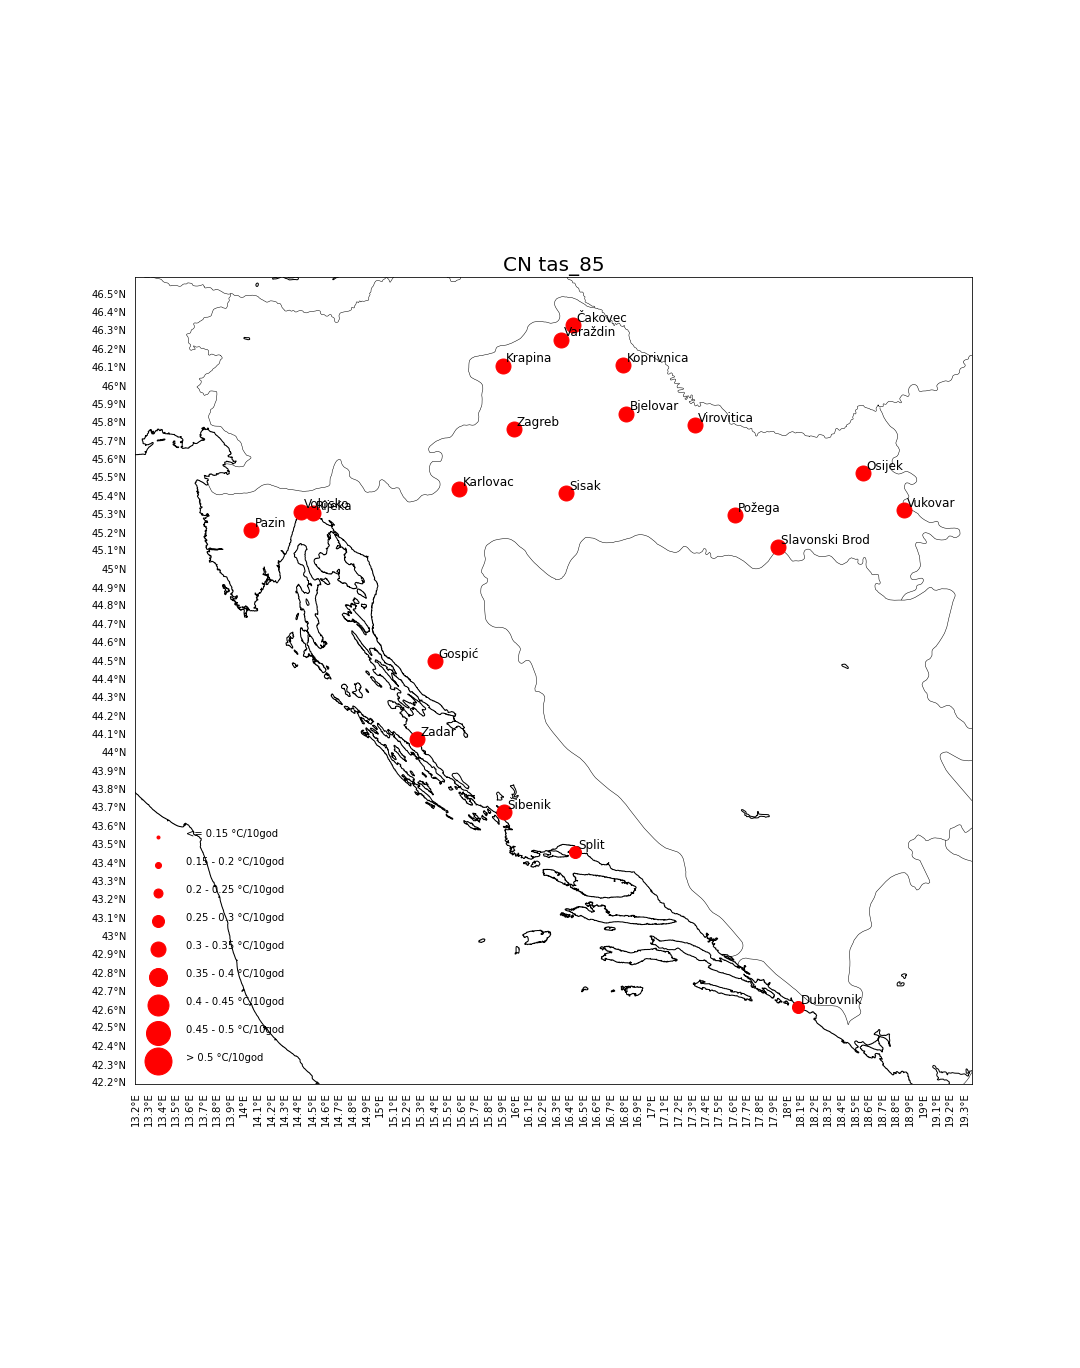 CN tas_85
46.5°N
46.4°N
46.3°N
46.2°N
46.1°N
46°N
45.9°N
45.8°N
45.7°N
45.6°N
45.5°N
45.4°N
45.3°N
45.2°N
45.1°N
45°N
44.9°N
44.8°N
44.7°N
44.6°N
44.5°N
44.4°N
44.3°N
44.2°N
44.1°N
44°N
43.9°N
43.8°N
43.7°N
43.6°N
43.5°N
43.4°N
43.3°N
43.2°N
43.1°N
43°N
42.9°N
42.8°N
42.7°N
42.6°N
42.5°N
42.4°N
42.3°N
42.2°N
Čakovec
Varaždin
Krapina
Koprivnica
Bjelovar
Virovitica
Zagreb
Osijek
Karlovac
Sisak
Vukovar
Volosko
Rijeka
Požega
Pazin
Slavonski Brod
Gospić
Zadar
Šibenik
Split
Dubrovnik
<= 0.15 °C/10god
0.15 - 0.2 °C/10god
0.2 - 0.25 °C/10god
0.25 - 0.3 °C/10god
0.3 - 0.35 °C/10god
0.35 - 0.4 °C/10god
0.4 - 0.45 °C/10god
0.45 - 0.5 °C/10god
> 0.5 °C/10god
13.2°E
13.3°E
13.4°E
13.5°E
13.6°E
13.7°E
13.8°E
13.9°E
14°E
14.1°E
14.2°E
14.3°E
14.4°E
14.5°E
14.6°E
14.7°E
14.8°E
14.9°E
15°E
15.1°E
15.2°E
15.3°E
15.4°E
15.5°E
15.6°E
15.7°E
15.8°E
15.9°E
16°E
16.1°E
16.2°E
16.3°E
16.4°E
16.5°E
16.6°E
16.7°E
16.8°E
16.9°E
17°E
17.1°E
17.2°E
17.3°E
17.4°E
17.5°E
17.6°E
17.7°E
17.8°E
17.9°E
18°E
18.1°E
18.2°E
18.3°E
18.4°E
18.5°E
18.6°E
18.7°E
18.8°E
18.9°E
19°E
19.1°E
19.2°E
19.3°E